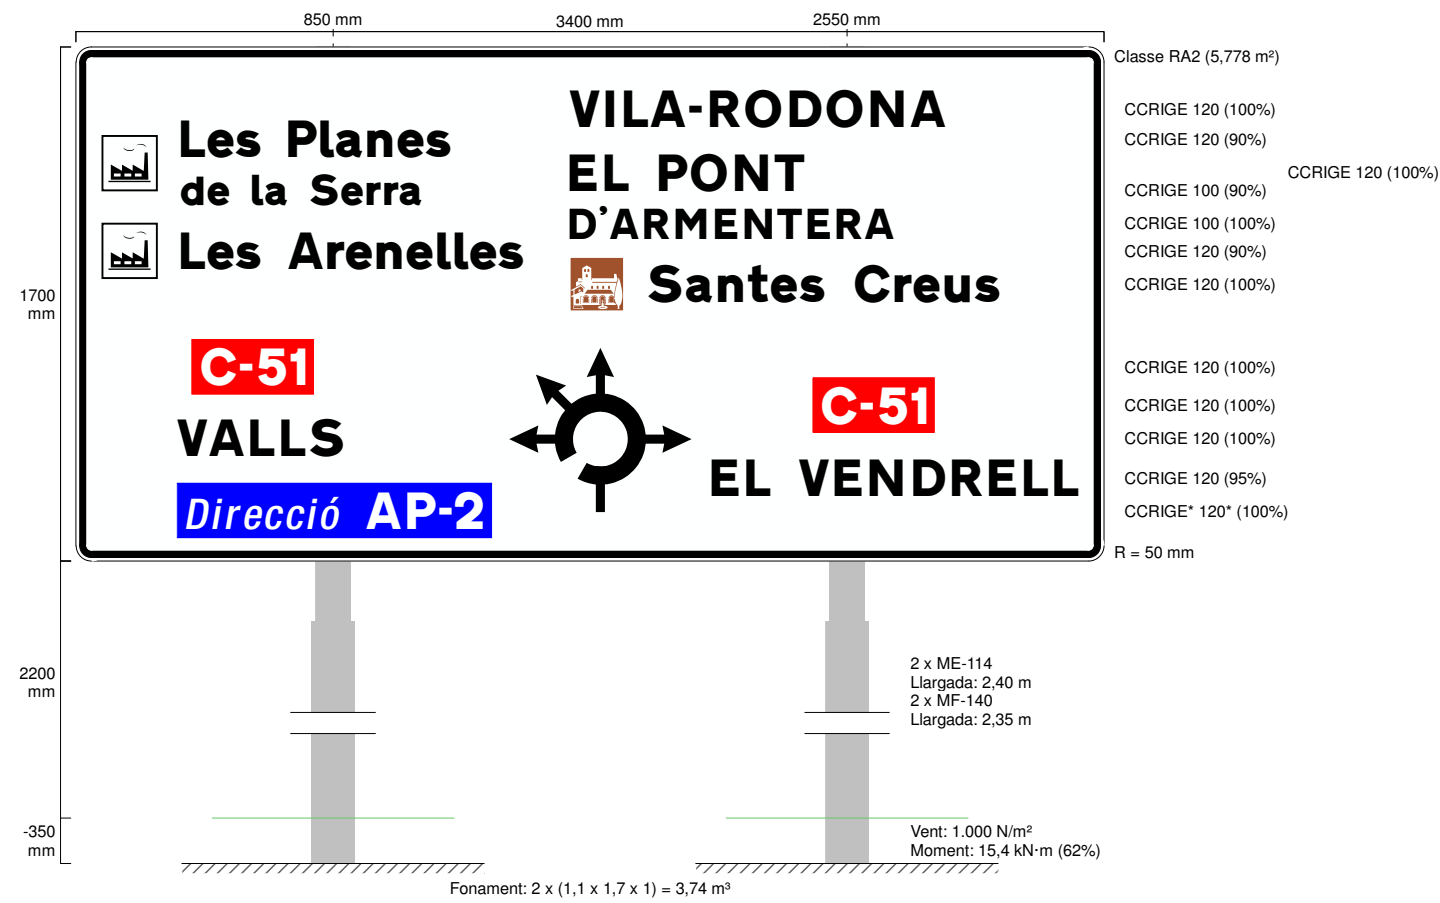 850 mm
3400 mm
2550 mm
Classe RA2 (5,778 m²)
VILA-RODONA
CCRIGE 120 (100%)
Les Planes
CCRIGE 120 (90%)
EL PONT
CCRIGE 120 (100%)
de la Serra
CCRIGE 100 (90%)
D'ARMENTERA
CCRIGE 100 (100%)
Les Arenelles
CCRIGE 120 (90%)
Santes Creus
CCRIGE 120 (100%)
1700
mm
C-51
CCRIGE 120 (100%)
C-51
CCRIGE 120 (100%)
VALLS
CCRIGE 120 (100%)
EL VENDRELL
CCRIGE 120 (95%)
Direcció AP-2
CCRIGE* 120* (100%)
R = 50 mm
2200
mm
2 x ME-114
Llargada: 2,40 m
2 x MF-140
Llargada: 2,35 m
-350
mm
Vent: 1.000 N/m²
Moment: 15,4 kN·m (62%)
Fonament: 2 x (1,1 x 1,7 x 1) = 3,74 m³